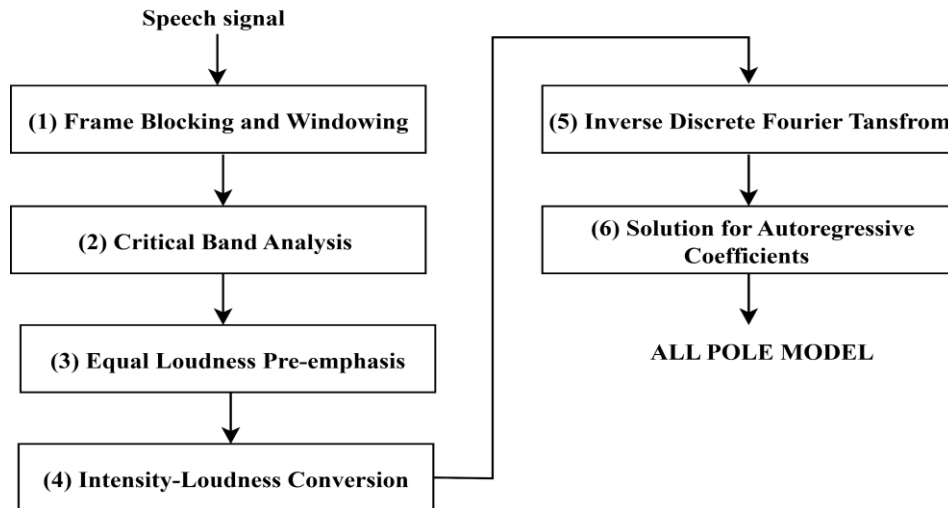 Speech signal
(1) Frame Blocking and Windowing
(2) Critical Band Analysis
(3) Equal Loudness Pre-emphasis
(4) Intensity-Loudness Conversion
(5) Inverse Discrete Fourier Tansfrom
(6) Solution for Autoregressive
Coefficients
ALL POLE MODEL